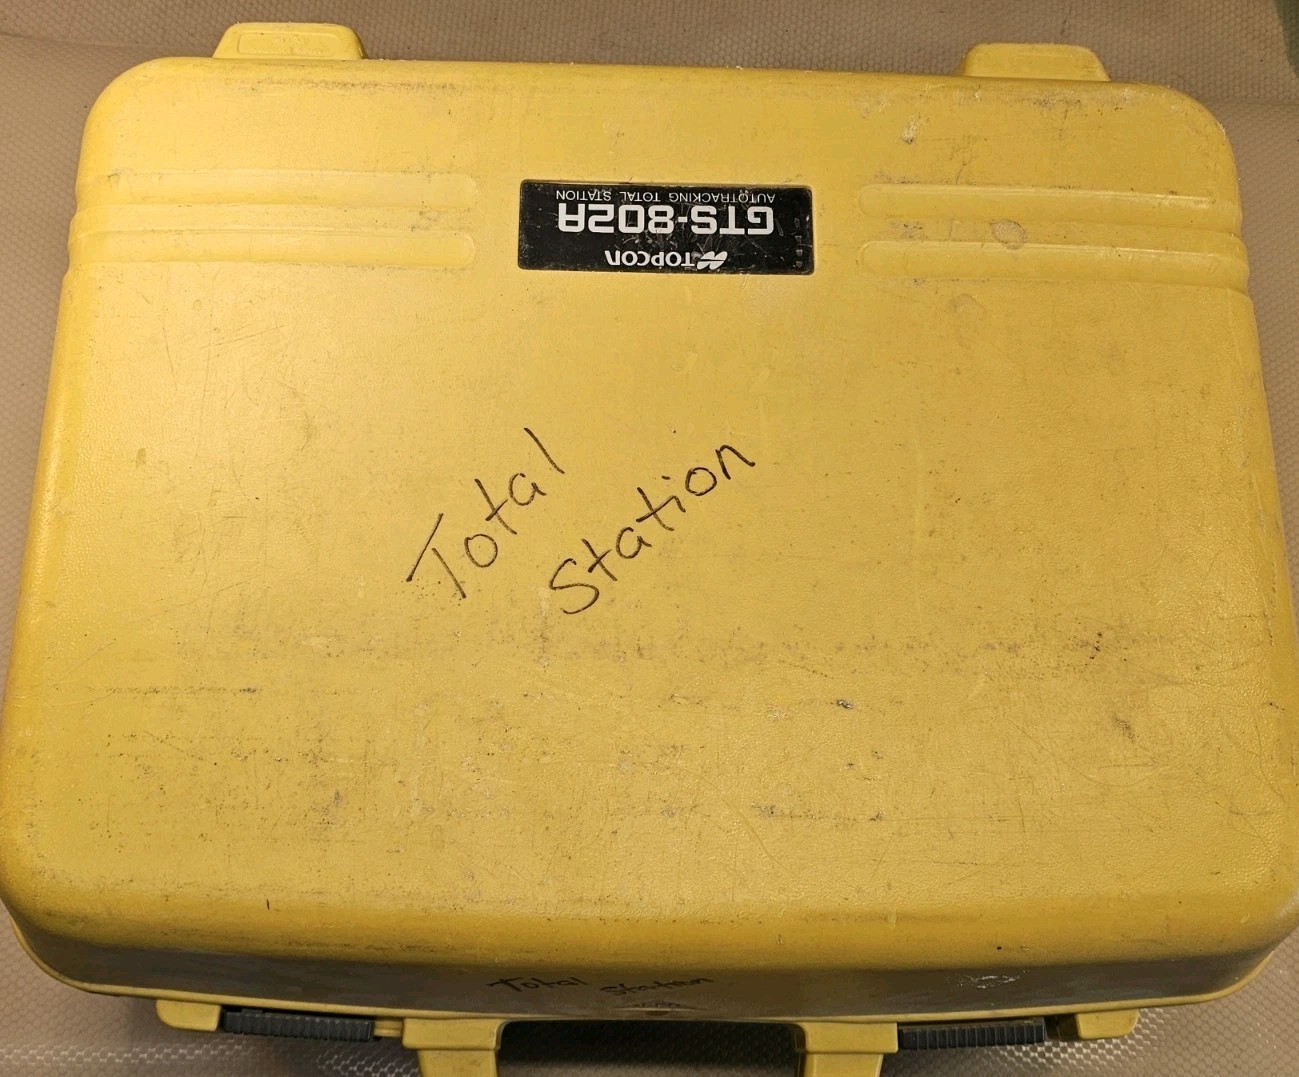 TOPCON
GTS-802A
AUTOTRACKING TOTAL STATION
Total
Station
Total Station